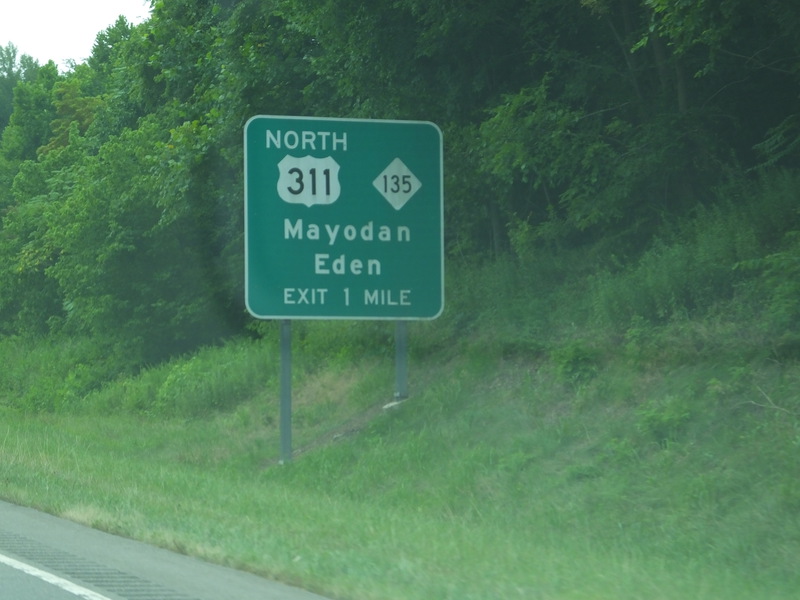 NORTH
311 135
Mayodan
Eden
EXIT 1 MILE